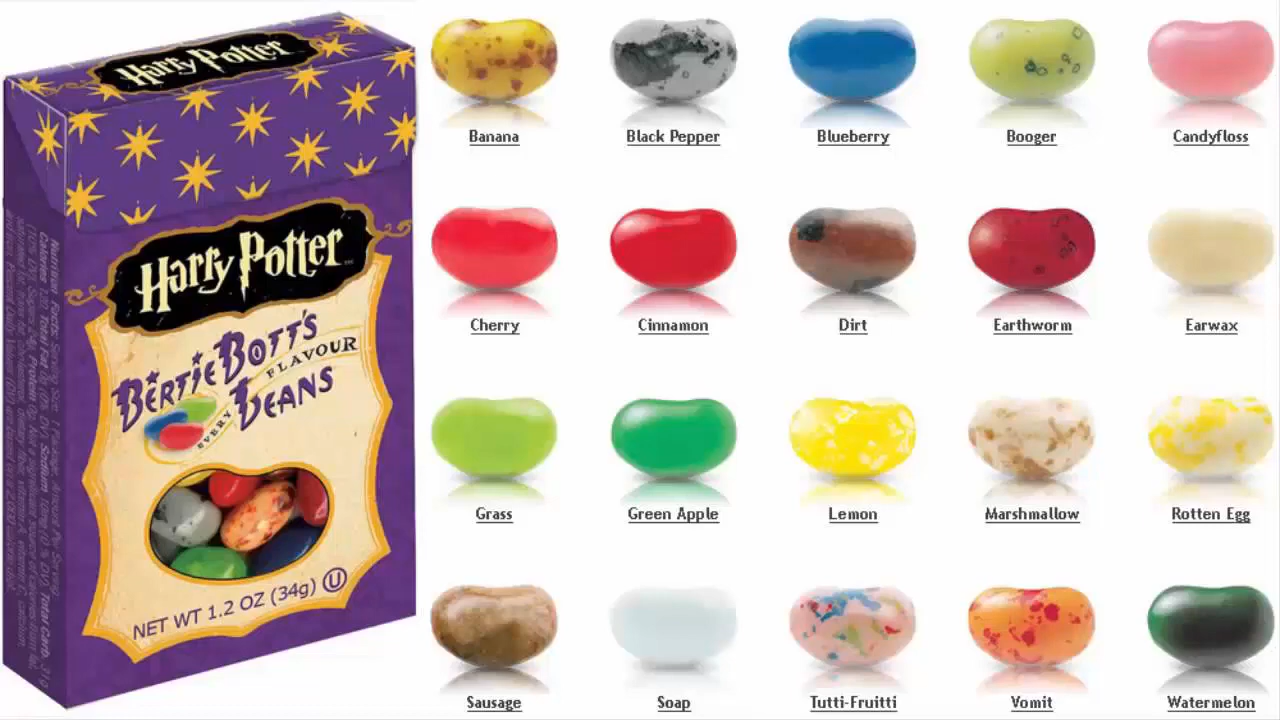 Harry Potter
Harry Potter
BERTIE BOTT'S
EVERY FLAVOUR
BEANS
NET WT 1.2 OZ (34g) U
Banana
Black Pepper
Blueberry
Booger
Candyfloss
Cherry
Cinnamon
Dirt
Earthworm
Earwax
Grass
Green Apple
Lemon
Marshmallow
Rotten Egg
Sausage
Soap
Tutti-Fruitti
Vomit
Watermelon